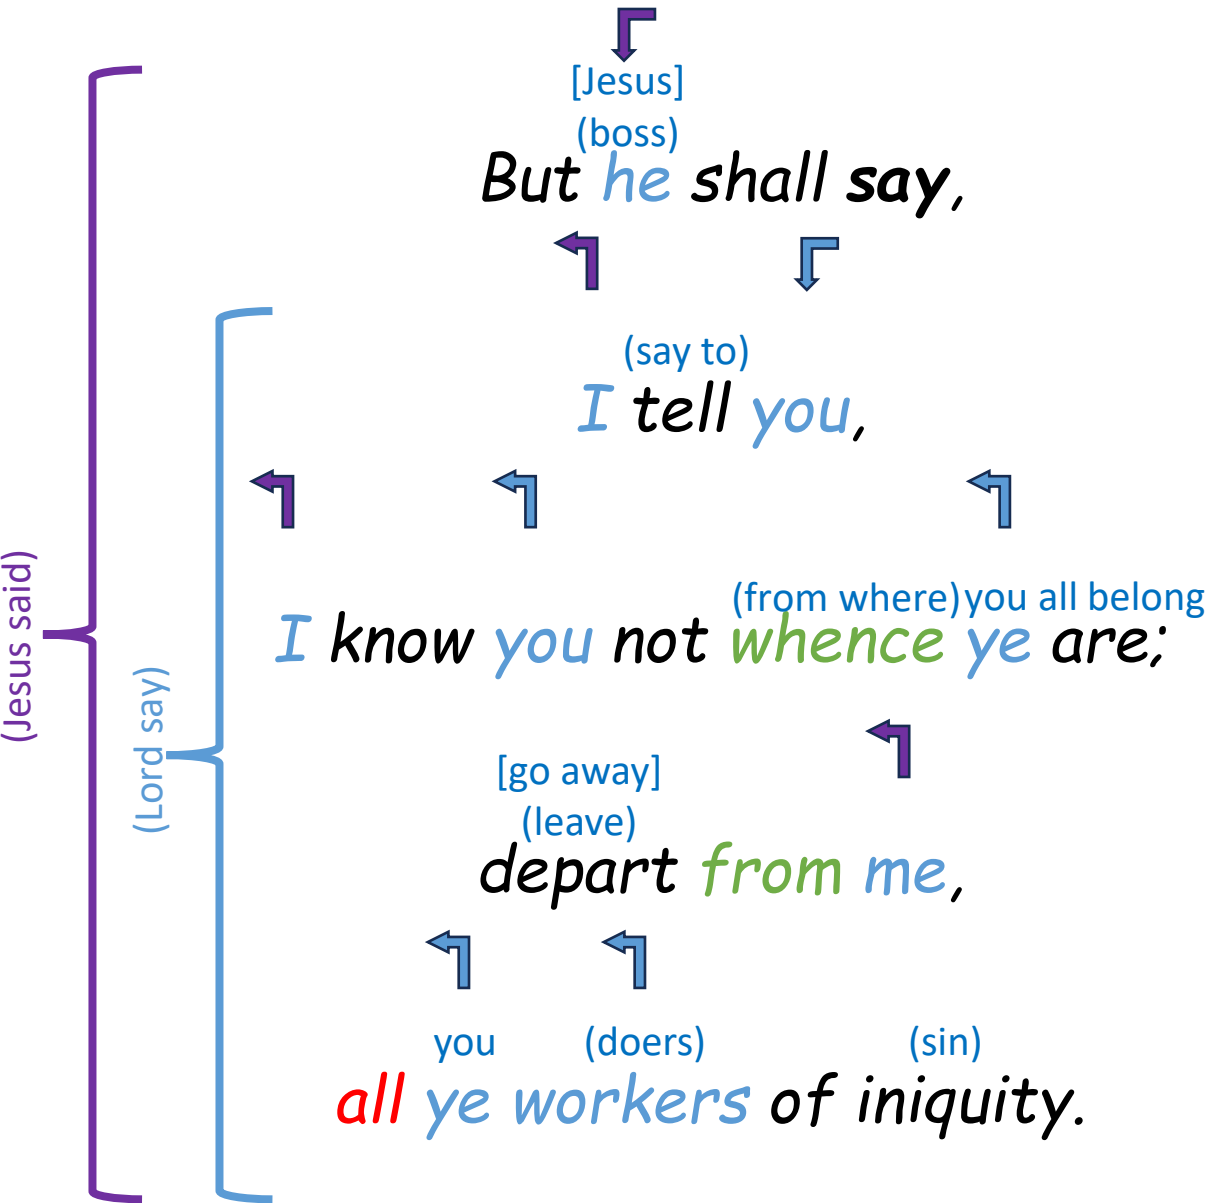 [Jesus]
(boss)
But he shall say,
(say to)
I tell you,
(from where) you all belong
I know you not whence ye are;
[go away]
(leave)
depart from me,
you (doers) (sin)
all ye workers of iniquity.
(Jesus said)
(Lord say)